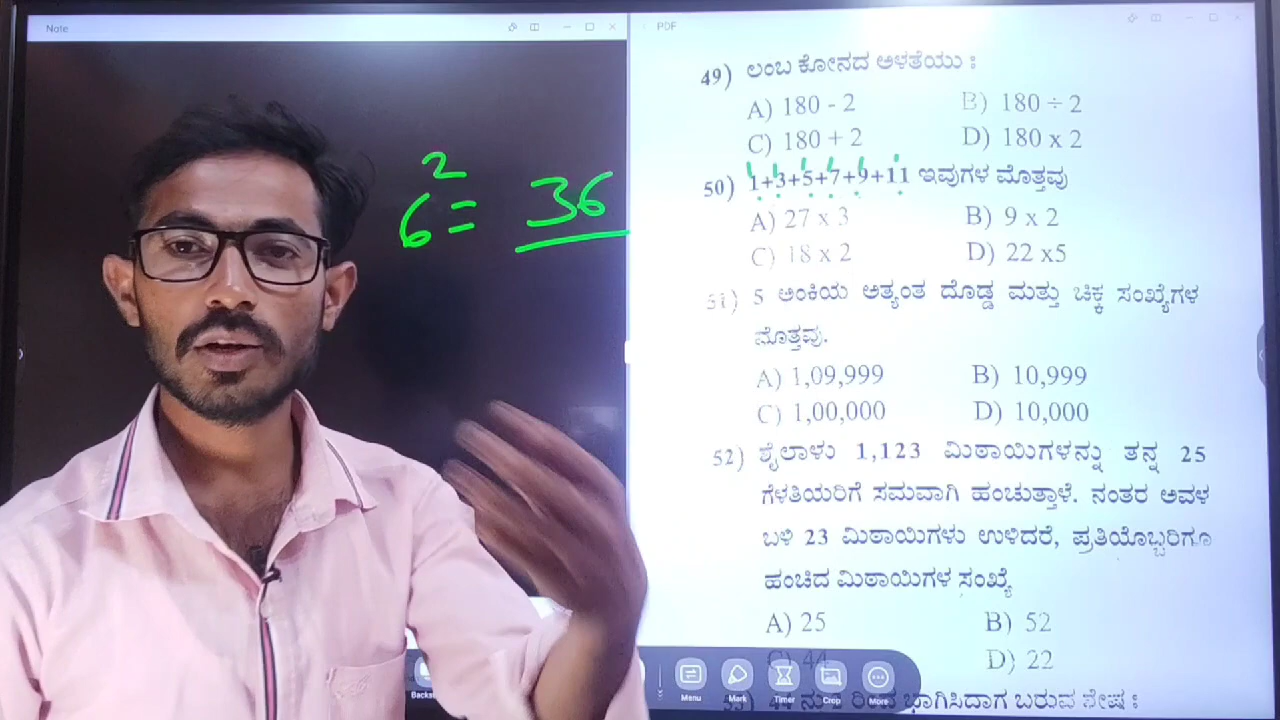 Note
PDF
6² = 36
49) ಲಂಬ ಕೋನದ ಅಳತೆಯು :
A) 180 - 2 B) 180 ÷ 2
C) 180 + 2 D) 180 x 2
50) 1+3+5+7+9+11 ಇವುಗಳ ಮೊತ್ತವು
A) 27 x 3 B) 9 x 2
C) 18 x 2 D) 22 x5
51) 5 ಅಂಕಿಯ ಅತ್ಯಂತ ದೊಡ್ಡ ಮತ್ತು ಚಿಕ್ಕ ಸಂಖ್ಯೆಗಳ
ಮೊತ್ತವು.
A) 1,09,999 B) 10,999
C) 1,00,000 D) 10,000
52) ಶೈಲಾಳು 1,123 ಮಿಠಾಯಿಗಳನ್ನು ತನ್ನ 25
ಗೆಳತಿಯರಿಗೆ ಸಮವಾಗಿ ಹಂಚುತ್ತಾಳೆ. ನಂತರ ಅವಳ
ಬಳಿ 23 ಮಿಠಾಯಿಗಳು ಉಳಿದರೆ, ಪ್ರತಿಯೊಬ್ಬರಿಗೂ
ಹಂಚಿದ ಮಿಠಾಯಿಗಳ ಸಂಖ್ಯೆ
A) 25 B) 52
C) 44 D) 22
ಭಾಗಿಸಿದಾಗ ಬರುವ ಶೇಷ :
Menu Mark Timer Crop More